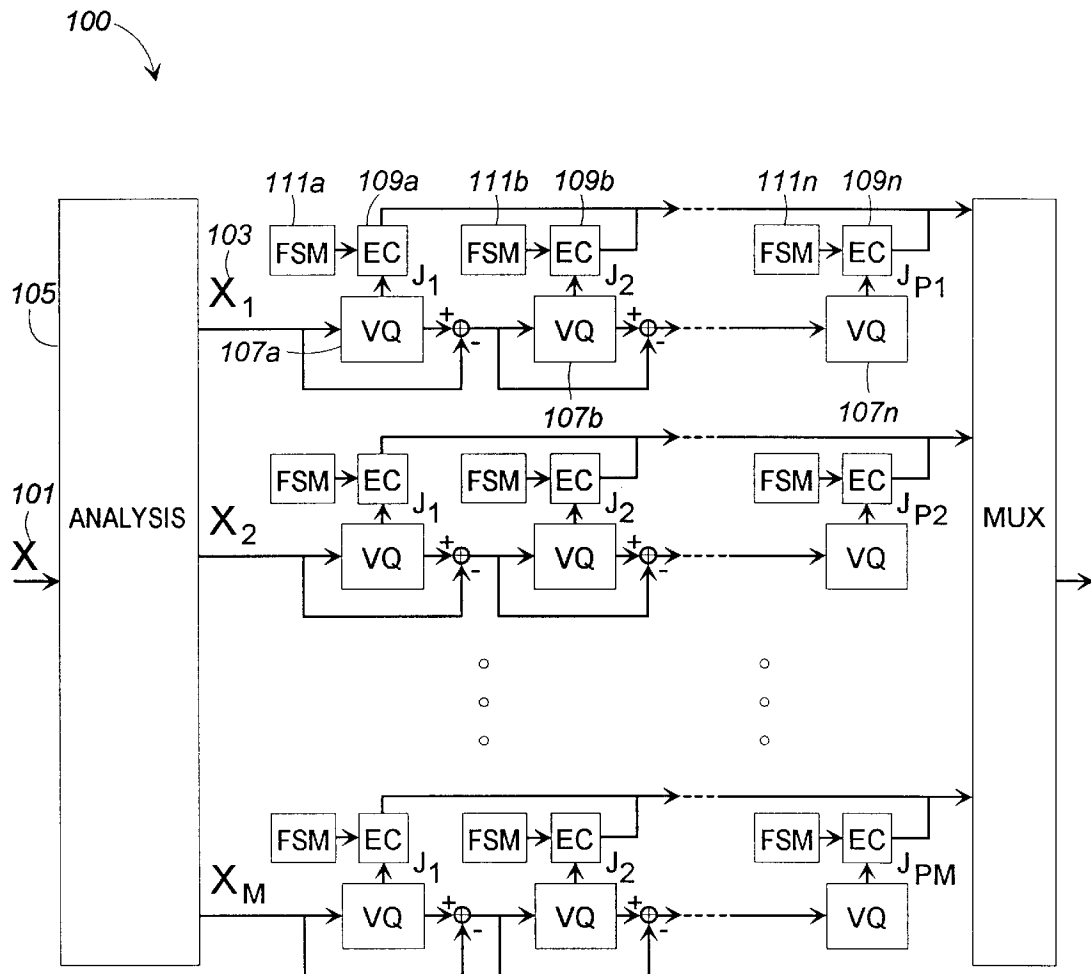 100
111a 109a 111b 109b 111n 109n
FSM EC FSM EC FSM EC
103
X1 J1 J2 JP1
105
VQ + - VQ + - VQ
107a 107b 107n
FSM EC FSM EC FSM EC
101
X ANALYSIS X2 J1 J2 JP2 MUX
VQ + - VQ + - VQ
FSM EC FSM EC FSM EC
XM J1 J2 JPM
VQ + - VQ + - VQ